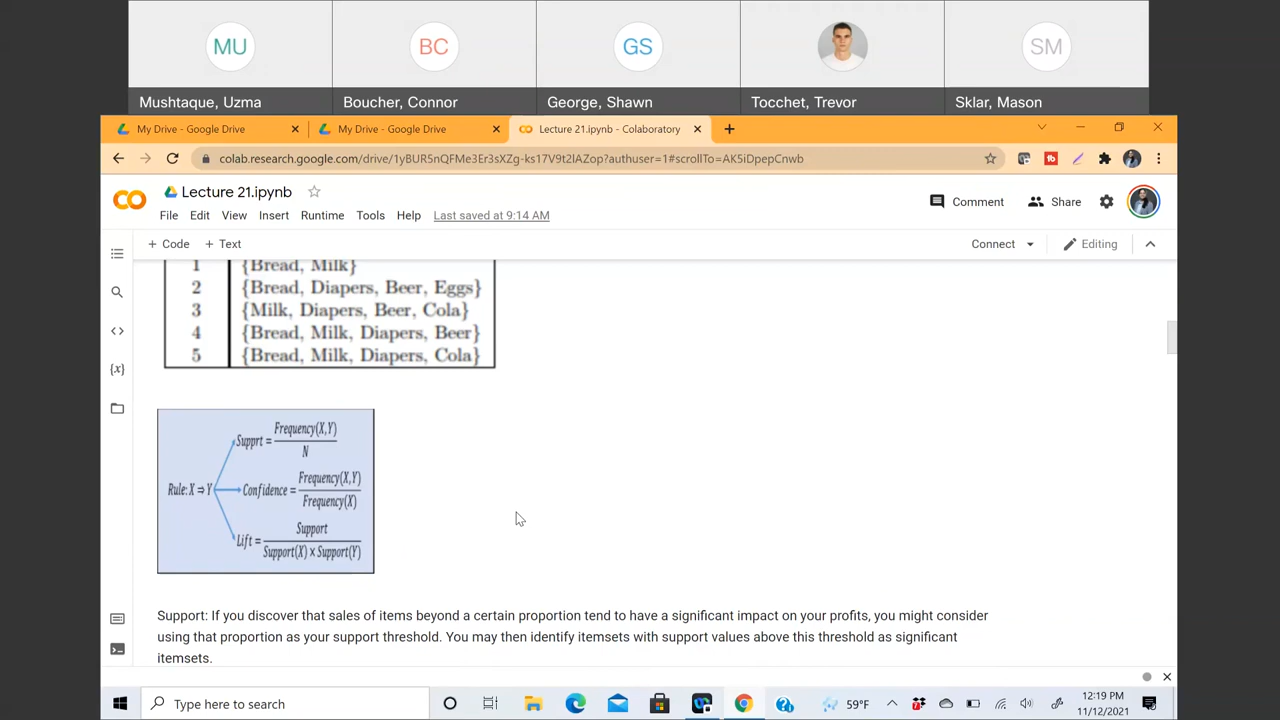 MU
BC
GS
SM
Mushtaque, Uzma
Boucher, Connor
George, Shawn
Tocchet, Trevor
Sklar, Mason
My Drive - Google Drive
My Drive - Google Drive
Lecture 21.ipynb - Colaboratory
colab.research.google.com/drive/1yBUR5nQFMe3Er3sXZg-ks17V9t2lAZop?authuser=1#scrollTo=AK5iDpepCnwb
CO
Lecture 21.ipynb
Comment
Share
File Edit View Insert Runtime Tools Help Last saved at 9:14 AM
+ Code + Text
Connect
Editing
1 {Bread, Milk}
2 {Bread, Diapers, Beer, Eggs}
3 {Milk, Diapers, Beer, Cola}
4 {Bread, Milk, Diapers, Beer}
5 {Bread, Milk, Diapers, Cola}
Supprt = Frequency(X,Y) / N
Rule: X ⇒ Y
Confidence = Frequency(X,Y) / Frequency(X)
Lift = Support / Support(X) × Support(Y)
Support: If you discover that sales of items beyond a certain proportion tend to have a significant impact on your profits, you might consider
using that proportion as your support threshold. You may then identify itemsets with support values above this threshold as significant
itemsets.
Type here to search
59°F
12:19 PM
11/12/2021